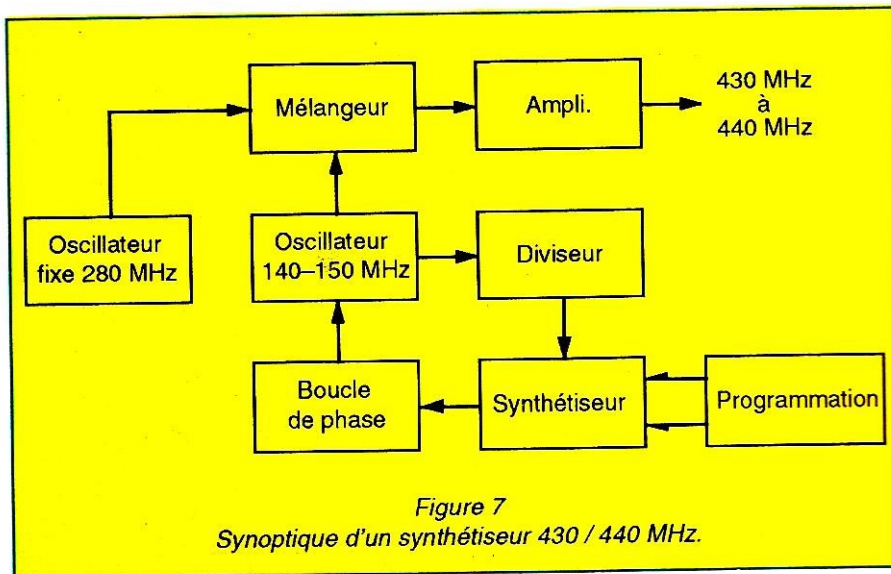 Mélangeur
Ampli.
430 MHz
à
440 MHz
Oscillateur
fixe 280 MHz
Oscillateur
140–150 MHz
Diviseur
Boucle
de phase
Synthétiseur
Programmation
Figure 7
Synoptique d'un synthétiseur 430 / 440 MHz.